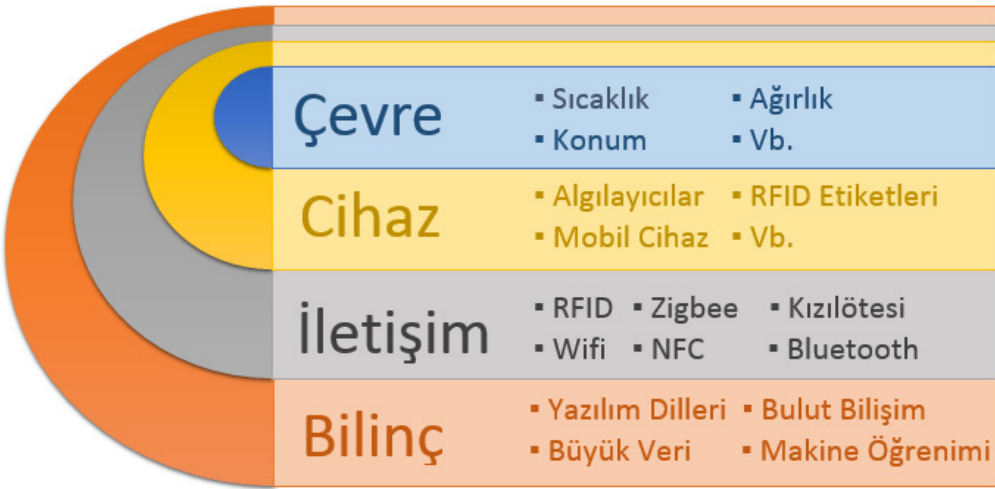 Çevre
▪ Sıcaklık ▪ Ağırlık
▪ Konum ▪ Vb.
Cihaz
▪ Algılayıcılar ▪ RFID Etiketleri
▪ Mobil Cihaz ▪ Vb.
İletişim
▪ RFID ▪ Zigbee ▪ Kızılötesi
▪ Wifi ▪ NFC ▪ Bluetooth
Bilinç
▪ Yazılım Dilleri ▪ Bulut Bilişim
▪ Büyük Veri ▪ Makine Öğrenimi